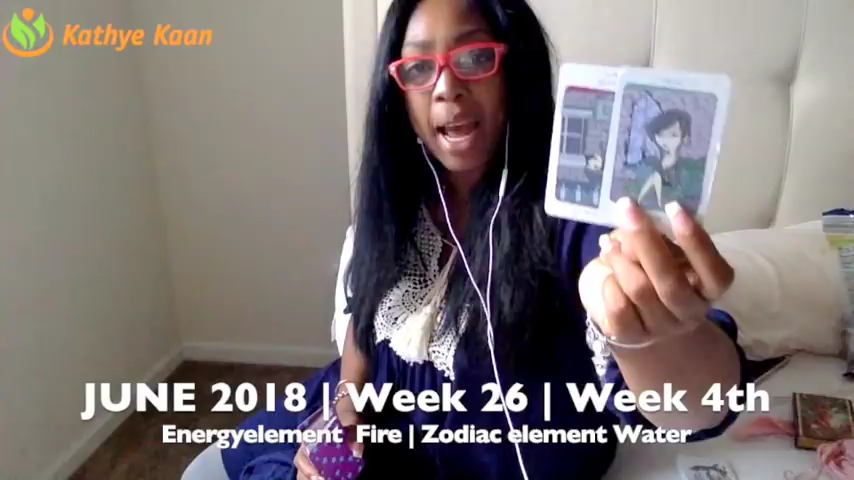 Kathye Kaan
JUNE 2018 | Week 26 | Week 4th
Energyelement Fire | Zodiac element Water